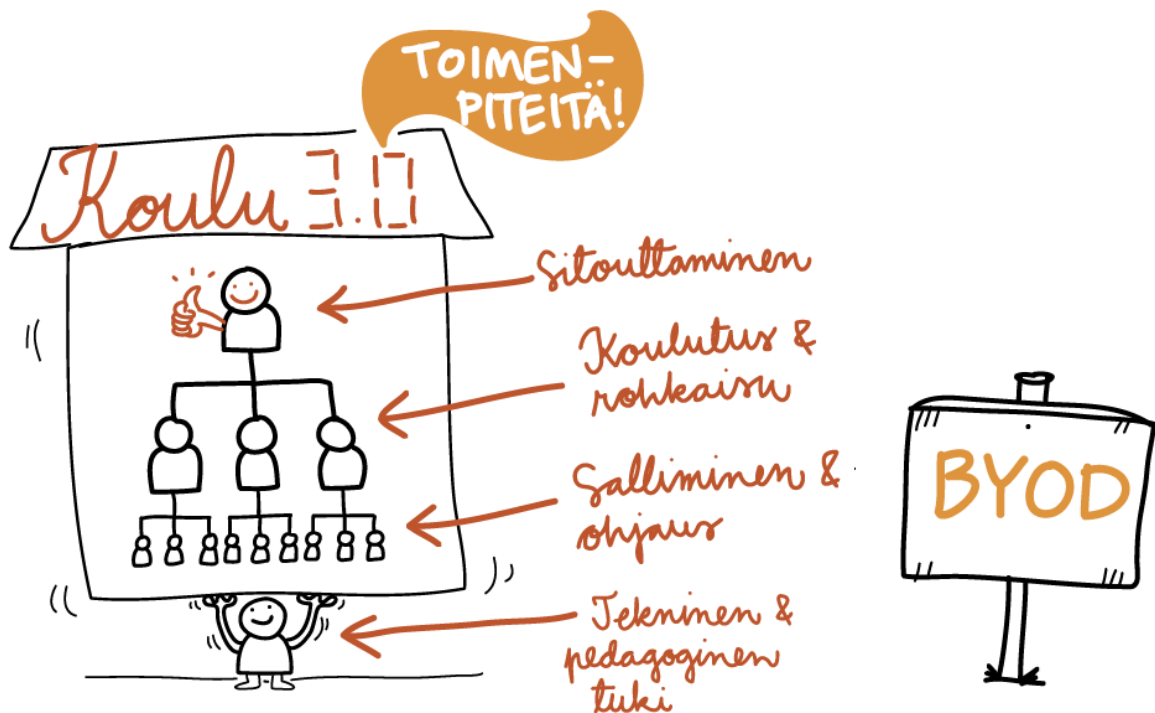 TOIMEN-
PITEITÄ!
Koulu 3.0
Sitouttaminen
Koulutus &
rohkaisu
Salliminen &
ohjaus
Tekninen &
pedagoginen
tuki
BYOD